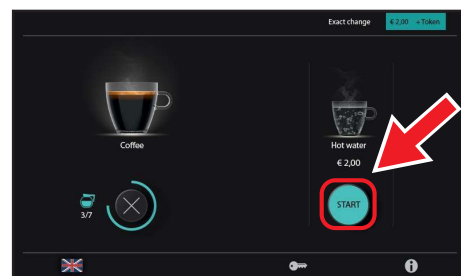 Exact change
€ 2,00 + Token
Coffee
Hot water
€ 2,00
3/7
START